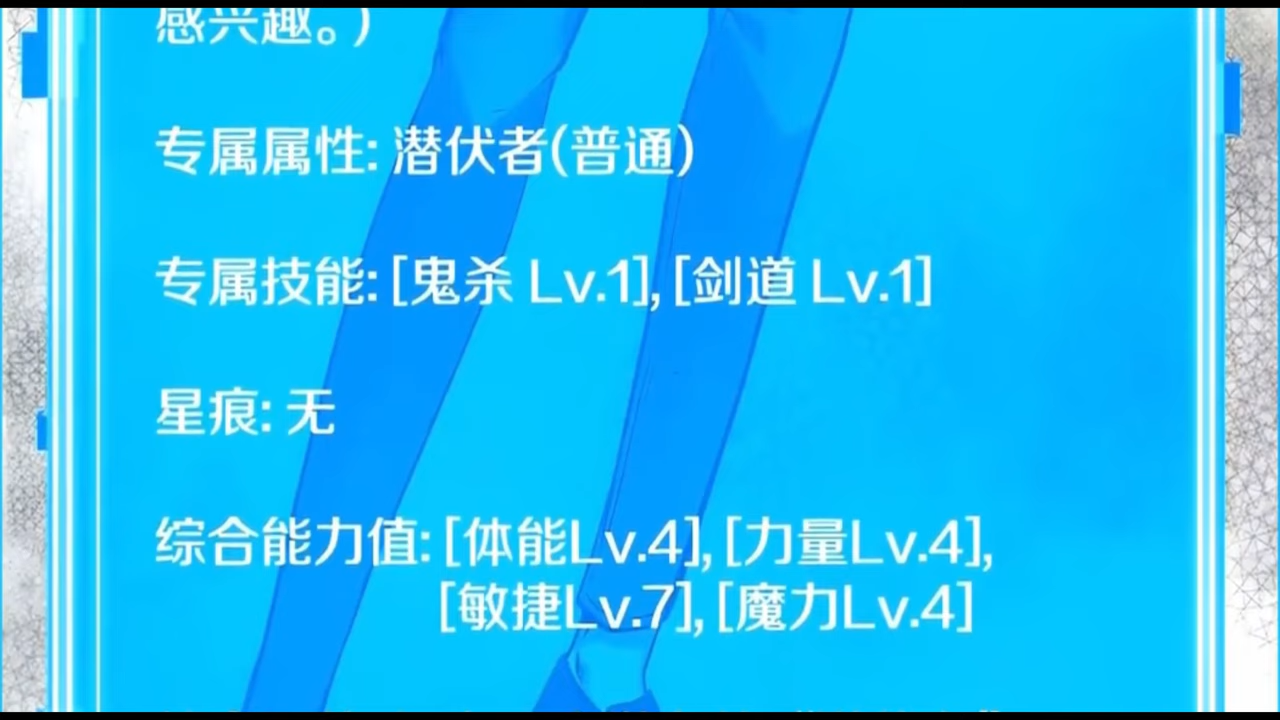 感兴趣。)
专属属性: 潜伏者(普通)
专属技能: [鬼杀 Lv.1], [剑道 Lv.1]
星痕: 无
综合能力值: [体能Lv.4], [力量Lv.4],
[敏捷Lv.7], [魔力Lv.4]